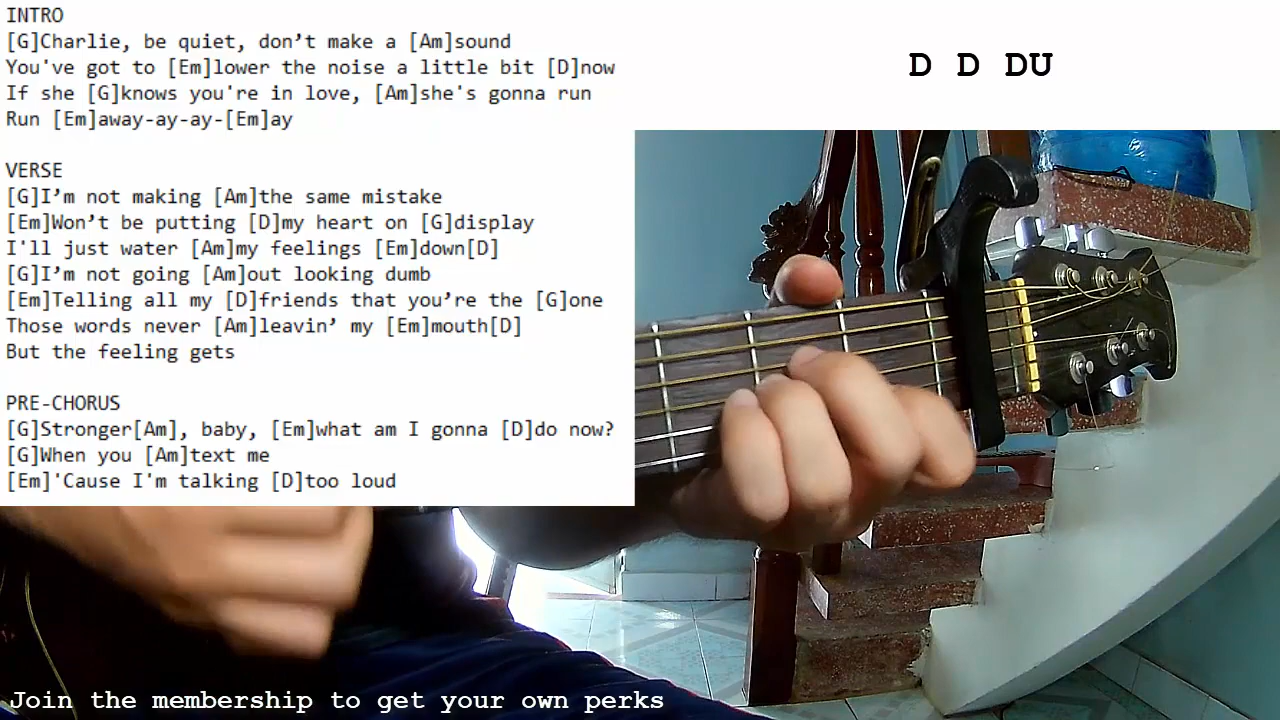 INTRO
[G]Charlie, be quiet, don’t make a [Am]sound
You've got to [Em]lower the noise a little bit [D]now
If she [G]knows you're in love, [Am]she's gonna run
Run [Em]away-ay-ay-[Em]ay
VERSE
[G]I’m not making [Am]the same mistake
[Em]Won’t be putting [D]my heart on [G]display
I'll just water [Am]my feelings [Em]down[D]
[G]I’m not going [Am]out looking dumb
[Em]Telling all my [D]friends that you’re the [G]one
Those words never [Am]leavin’ my [Em]mouth[D]
But the feeling gets
PRE-CHORUS
[G]Stronger[Am], baby, [Em]what am I gonna [D]do now?
[G]When you [Am]text me
[Em]'Cause I'm talking [D]too loud
D D DU
Join the membership to get your own perks